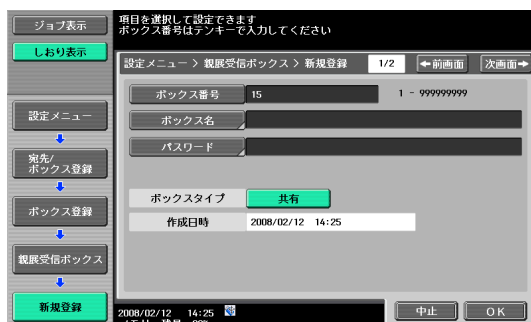 ジョブ表示
しおり表示
項目を選択して設定できます
ボックス番号はテンキーで入力してください
設定メニュー > 親展受信ボックス > 新規登録 1/2 ←前画面 次画面→
ボックス番号 15 1 - 999999999
ボックス名
パスワード
ボックスタイプ 共有
作成日時 2008/02/12 14:25
設定メニュー
宛先/
ボックス登録
ボックス登録
親展受信ボックス
新規登録
2008/02/12 14:25
中止 OK